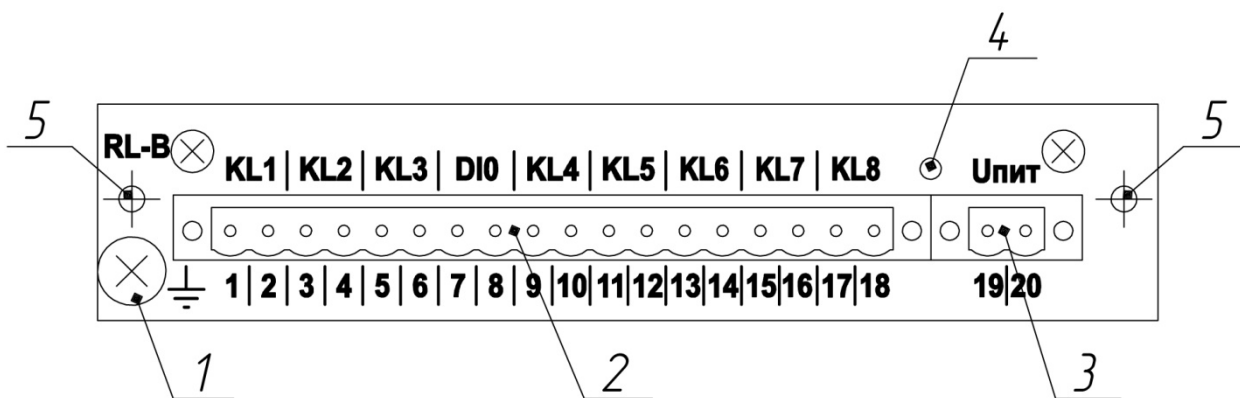 4
5 5
RL-B
KL1 | KL2 | KL3 | DI0 | KL4 | KL5 | KL6 | KL7 | KL8 Uпит
1 | 2 | 3 | 4 | 5 | 6 | 7 | 8 | 9 | 10 | 11 | 12 | 13 | 14 | 15 | 16 | 17 | 18 19 | 20
1 2 3